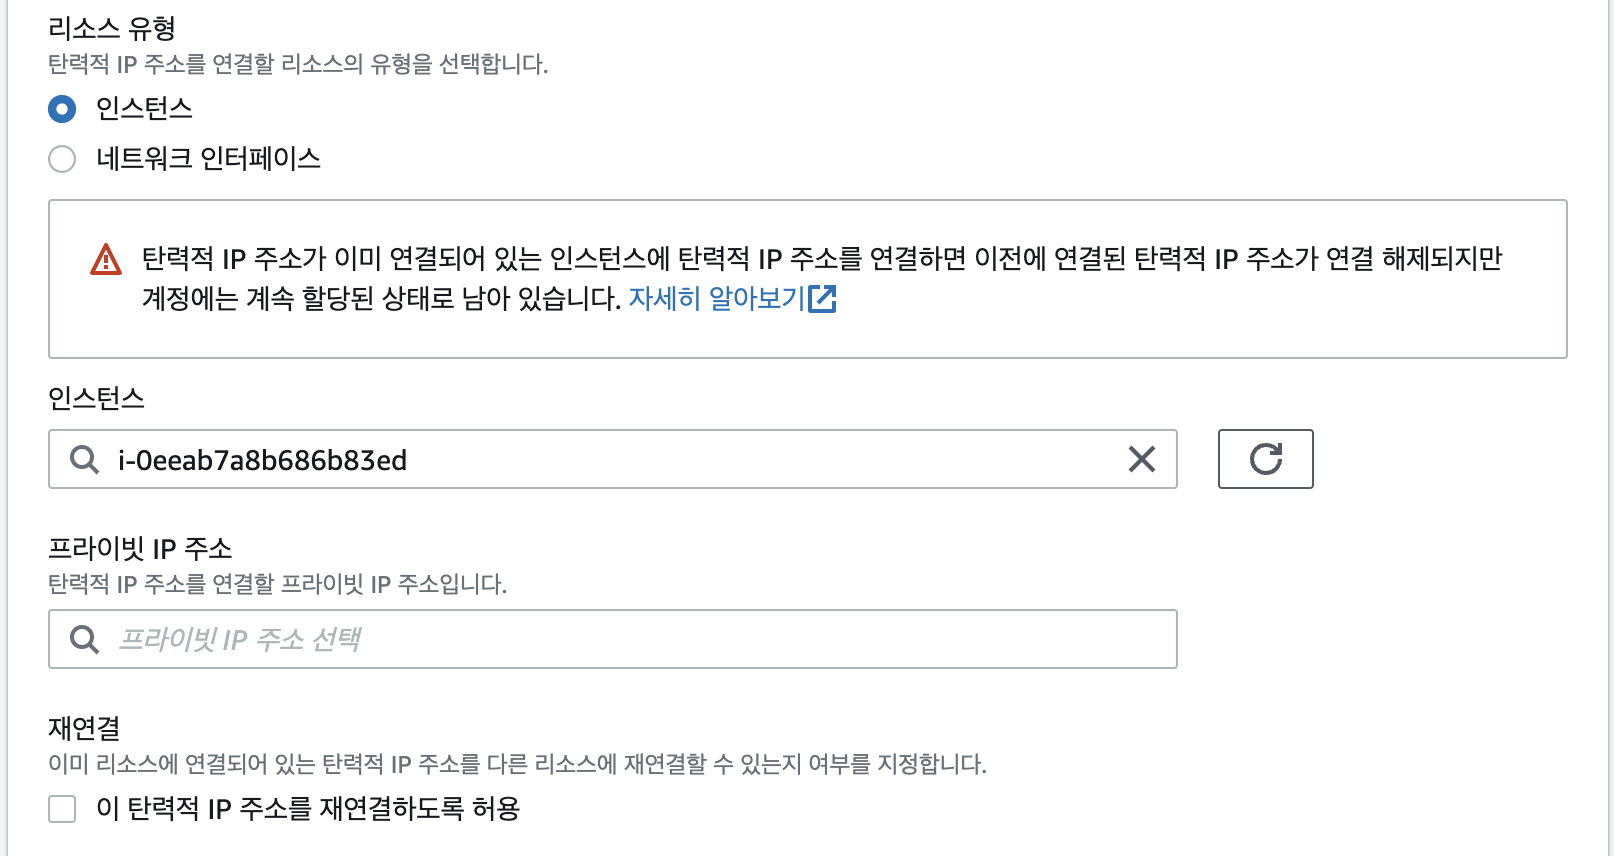 리소스 유형
탄력적 IP 주소를 연결할 리소스의 유형을 선택합니다.
인스턴스
네트워크 인터페이스
탄력적 IP 주소가 이미 연결되어 있는 인스턴스에 탄력적 IP 주소를 연결하면 이전에 연결된 탄력적 IP 주소가 연결 해제되지만
계정에는 계속 할당된 상태로 남아 있습니다. 자세히 알아보기
인스턴스
i-0eeab7a8b686b83ed
프라이빗 IP 주소
탄력적 IP 주소를 연결할 프라이빗 IP 주소입니다.
프라이빗 IP 주소 선택
재연결
이미 리소스에 연결되어 있는 탄력적 IP 주소를 다른 리소스에 재연결할 수 있는지 여부를 지정합니다.
이 탄력적 IP 주소를 재연결하도록 허용